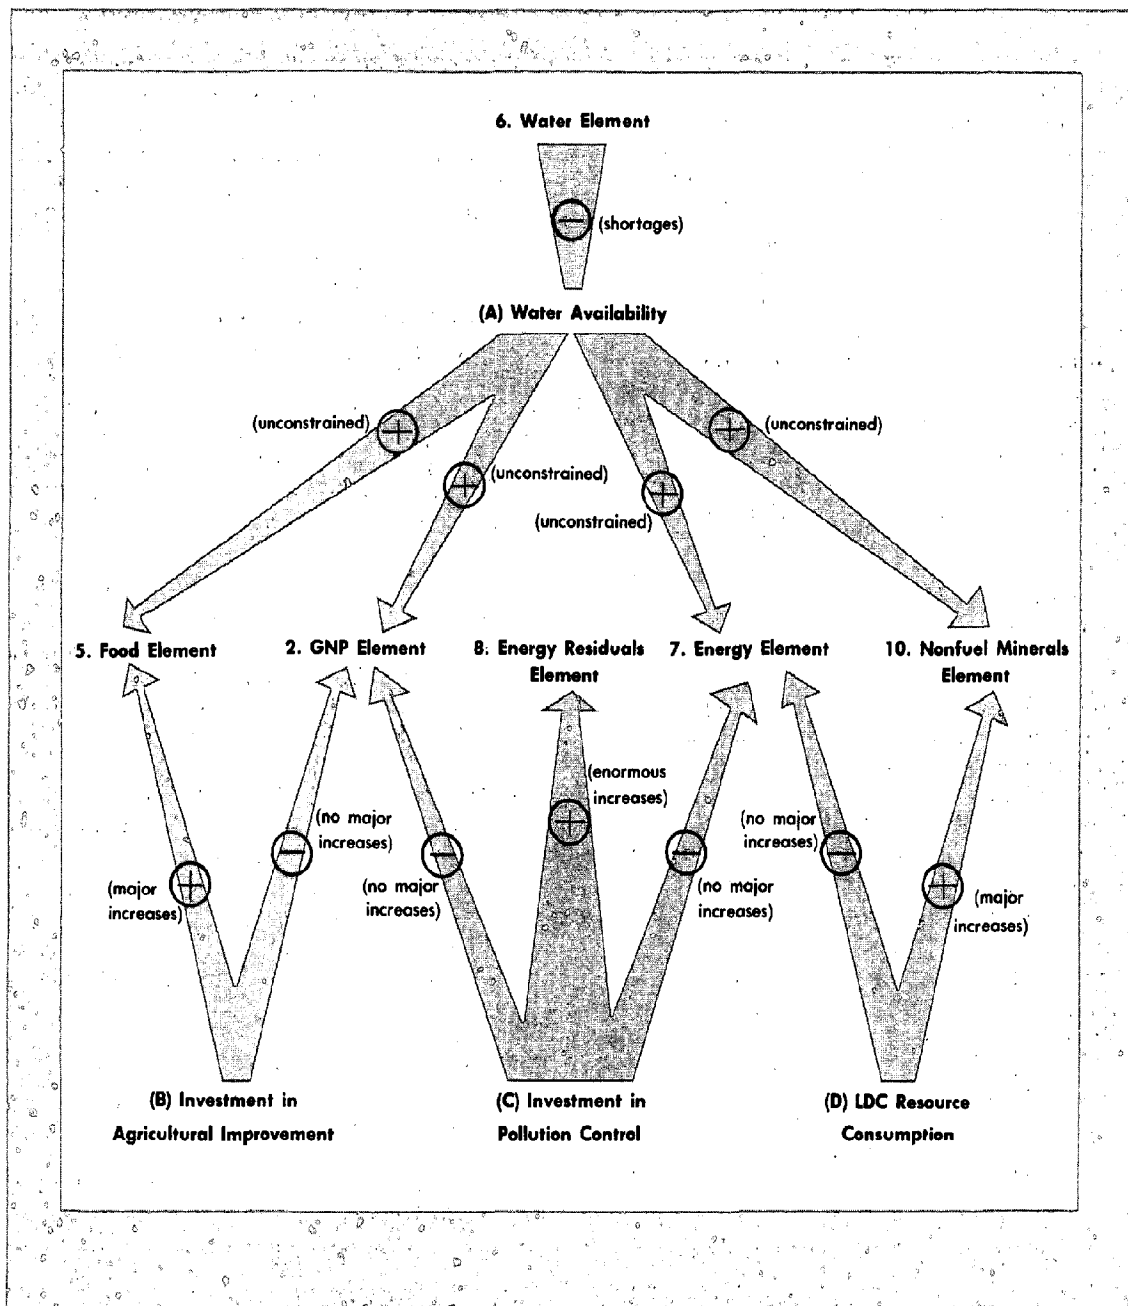 6. Water Element
(shortages)
(A) Water Availability
(unconstrained)
(unconstrained)
(unconstrained)
(unconstrained)
5. Food Element
2. GNP Element
8. Energy Residuals
Element
7. Energy Element
10. Nonfuel Minerals
Element
(enormous
increases)
(no major
increases)
(no major
increases)
(major
increases)
(no major
increases)
(no major
increases)
(major
increases)
(B) Investment in
Agricultural Improvement
(C) Investment in
Pollution Control
(D) LDC Resource
Consumption